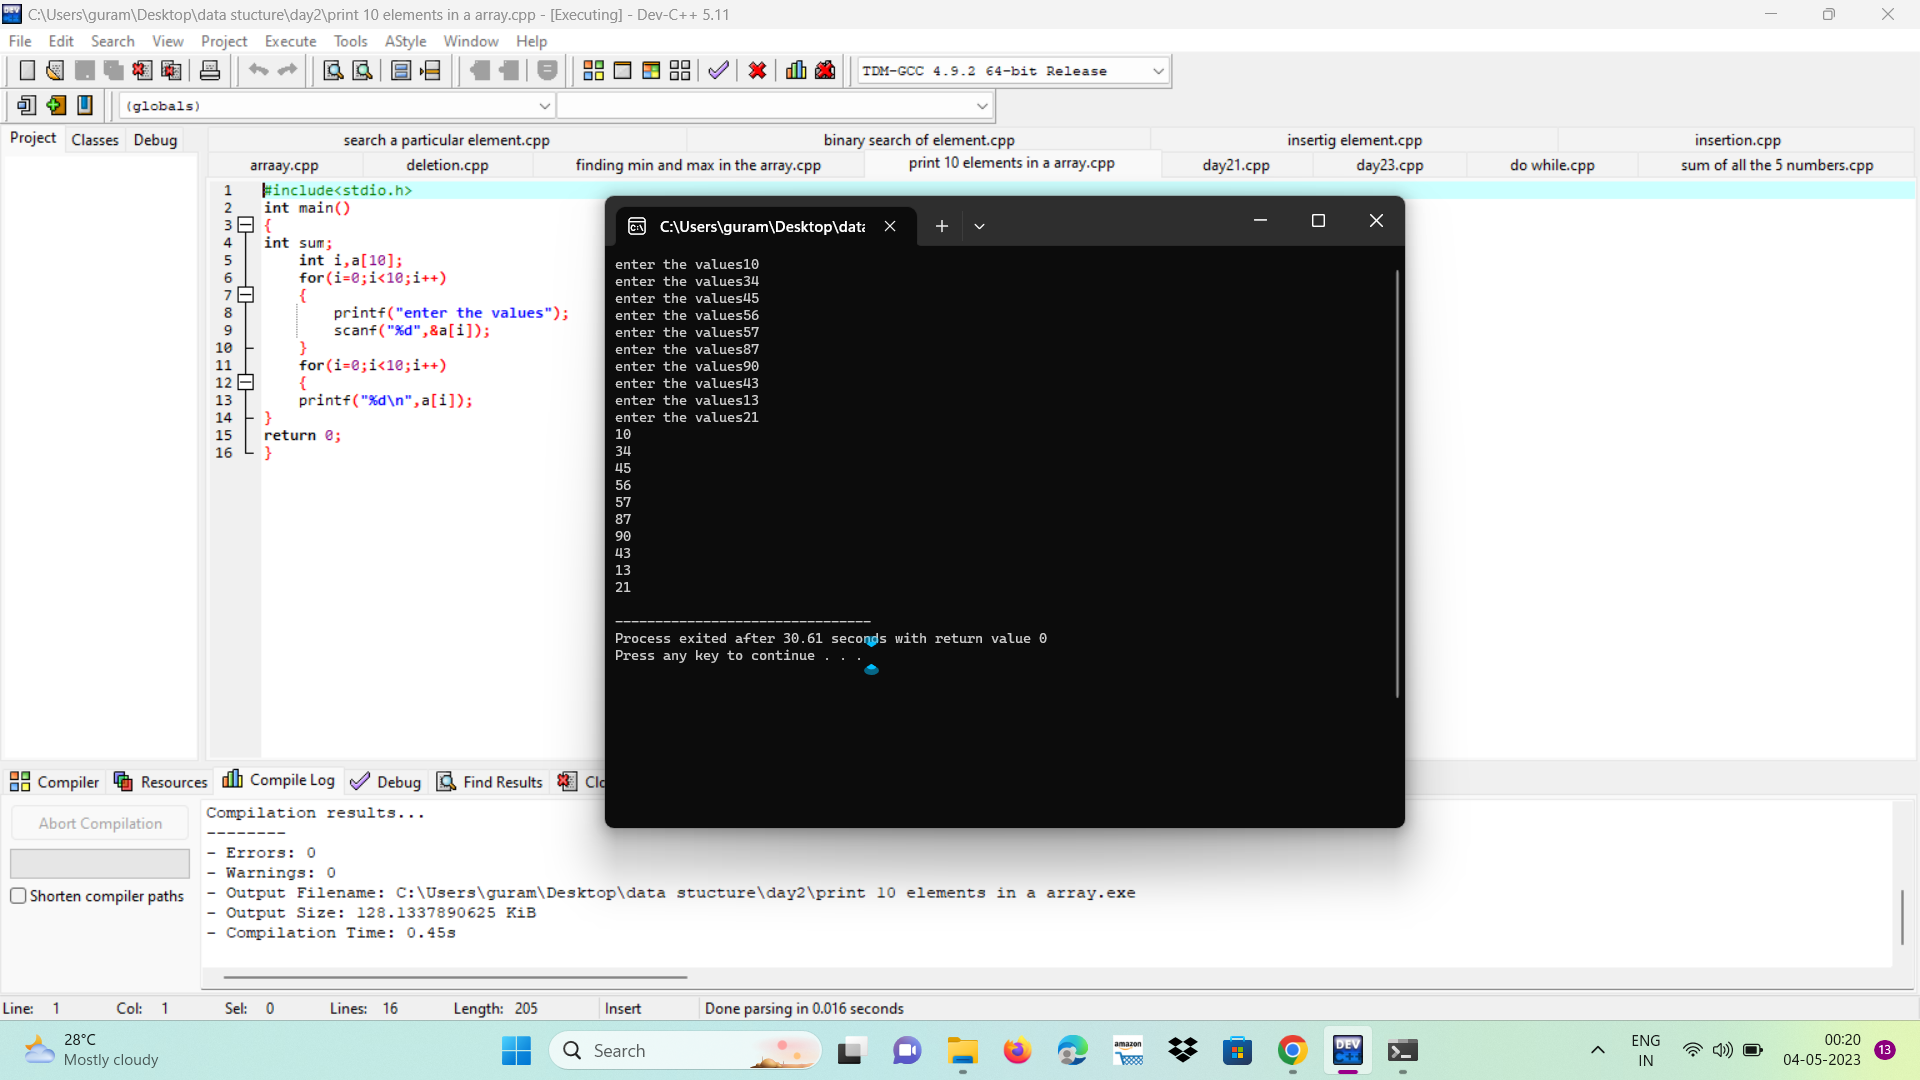 C:\Users\guram\Desktop\data stucture\day2\print 10 elements in a array.cpp - [Executing] - Dev-C++ 5.11
File Edit Search View Project Execute Tools AStyle Window Help
TDM-GCC 4.9.2 64-bit Release
(globals)
Project Classes Debug
search a particular element.cpp binary search of element.cpp insertig element.cpp insertion.cpp
araay.cpp deletion.cpp finding min and max in the array.cpp print 10 elements in a array.cpp day21.cpp day23.cpp do while.cpp sum of all the 5 numbers.cpp
1 #include<stdio.h>
2 int main()
3 {
4 int sum;
5 int i,a[10];
6 for(i=0;i<10;i++)
7 {
8 printf("enter the values");
9 scanf("%d",&a[i]);
10 }
11 for(i=0;i<10;i++)
12 {
13 printf("%d\n",a[i]);
14 }
15 return 0;
16 }
C:\Users\guram\Desktop\data
enter the values10
enter the values34
enter the values45
enter the values56
enter the values57
enter the values87
enter the values90
enter the values43
enter the values13
enter the values21
10
34
45
56
57
87
90
43
13
21
--------------------------------
Process exited after 30.61 seconds with return value 0
Press any key to continue . . .
Compiler Resources Compile Log Debug Find Results Clo
Abort Compilation
Shorten compiler paths
Compilation results...
--------
- Errors: 0
- Warnings: 0
- Output Filename: C:\Users\guram\Desktop\data stucture\day2\print 10 elements in a array.exe
- Output Size: 128.1337890625 KiB
- Compilation Time: 0.45s
Line: 1 Col: 1 Sel: 0 Lines: 16 Length: 205 Insert Done parsing in 0.016 seconds
28°C
Mostly cloudy
Search
amazon
DEV
C++
ENG
IN
00:20
04-05-2023
13